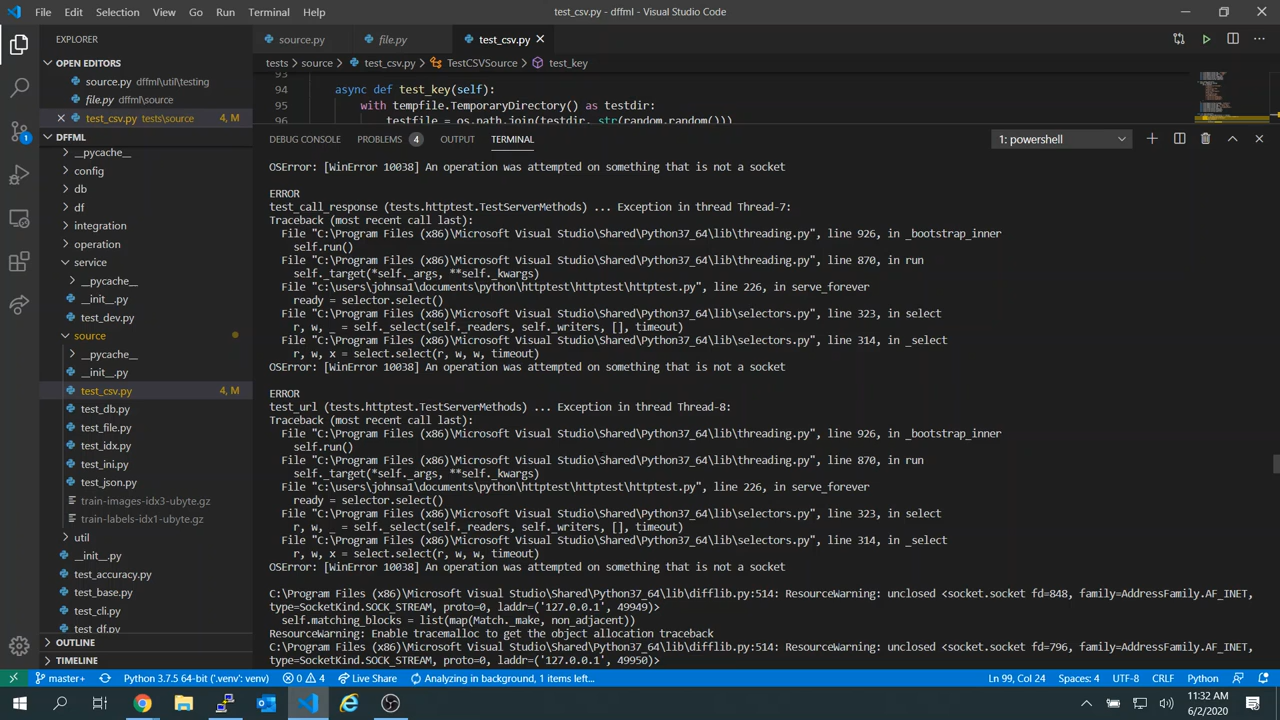 File Edit Selection View Go Run Terminal Help
test_csv.py - dffml - Visual Studio Code
EXPLORER
source.py
file.py
test_csv.py
OPEN EDITORS
source.py dffml\util\testing
file.py dffml\source
test_csv.py tests\source 4, M
DFFML
__pycache__
config
db
df
integration
operation
service
__pycache__
__init__.py
test_dev.py
source
__pycache__
__init__.py
test_csv.py 4, M
test_db.py
test_file.py
test_idx.py
test_ini.py
test_json.py
train-images-idx3-ubyte.gz
train-labels-idx1-ubyte.gz
util
__init__.py
test_accuracy.py
test_base.py
test_cli.py
test_df.py
OUTLINE
TIMELINE
tests > source > test_csv.py > TestCSVSource > test_key
93
94 async def test_key(self):
95 with tempfile.TemporaryDirectory() as testdir:
96 testfile = os.path.join(testdir, str(random.random()))
DEBUG CONSOLE PROBLEMS 4 OUTPUT TERMINAL
1: powershell
OSError: [WinError 10038] An operation was attempted on something that is not a socket
ERROR
test_call_response (tests.httptest.TestServerMethods) ... Exception in thread Thread-7:
Traceback (most recent call last):
File "C:\Program Files (x86)\Microsoft Visual Studio\Shared\Python37_64\lib\threading.py", line 926, in _bootstrap_inner
self.run()
File "C:\Program Files (x86)\Microsoft Visual Studio\Shared\Python37_64\lib\threading.py", line 870, in run
self._target(*self._args, **self._kwargs)
File "c:\users\johnsa1\documents\python\httptest\httptest\httptest.py", line 226, in serve_forever
ready = selector.select()
File "C:\Program Files (x86)\Microsoft Visual Studio\Shared\Python37_64\lib\selectors.py", line 323, in select
r, w, _ = self._select(self._readers, self._writers, [], timeout)
File "C:\Program Files (x86)\Microsoft Visual Studio\Shared\Python37_64\lib\selectors.py", line 314, in _select
r, w, x = select.select(r, w, w, timeout)
OSError: [WinError 10038] An operation was attempted on something that is not a socket
ERROR
test_url (tests.httptest.TestServerMethods) ... Exception in thread Thread-8:
Traceback (most recent call last):
File "C:\Program Files (x86)\Microsoft Visual Studio\Shared\Python37_64\lib\threading.py", line 926, in _bootstrap_inner
self.run()
File "C:\Program Files (x86)\Microsoft Visual Studio\Shared\Python37_64\lib\threading.py", line 870, in run
self._target(*self._args, **self._kwargs)
File "c:\users\johnsa1\documents\python\httptest\httptest\httptest.py", line 226, in serve_forever
ready = selector.select()
File "C:\Program Files (x86)\Microsoft Visual Studio\Shared\Python37_64\lib\selectors.py", line 323, in select
r, w, _ = self._select(self._readers, self._writers, [], timeout)
File "C:\Program Files (x86)\Microsoft Visual Studio\Shared\Python37_64\lib\selectors.py", line 314, in _select
r, w, x = select.select(r, w, w, timeout)
OSError: [WinError 10038] An operation was attempted on something that is not a socket
C:\Program Files (x86)\Microsoft Visual Studio\Shared\Python37_64\lib\difflib.py:514: ResourceWarning: unclosed <socket.socket fd=848, family=AddressFamily.AF_INET,
type=SocketKind.SOCK_STREAM, proto=0, laddr=('127.0.0.1', 49949)>
self.matching_blocks = list(map(Match._make, non_adjacent))
ResourceWarning: Enable tracemalloc to get the object allocation traceback
C:\Program Files (x86)\Microsoft Visual Studio\Shared\Python37_64\lib\difflib.py:514: ResourceWarning: unclosed <socket.socket fd=796, family=AddressFamily.AF_INET,
type=SocketKind.SOCK_STREAM, proto=0, laddr=('127.0.0.1', 49950)>
master+ Python 3.7.5 64-bit ('.venv': venv) 0 4 Live Share Analyzing in background, 1 items left... Ln 99, Col 24 Spaces: 4 UTF-8 CRLF Python
11:32 AM
6/2/2020